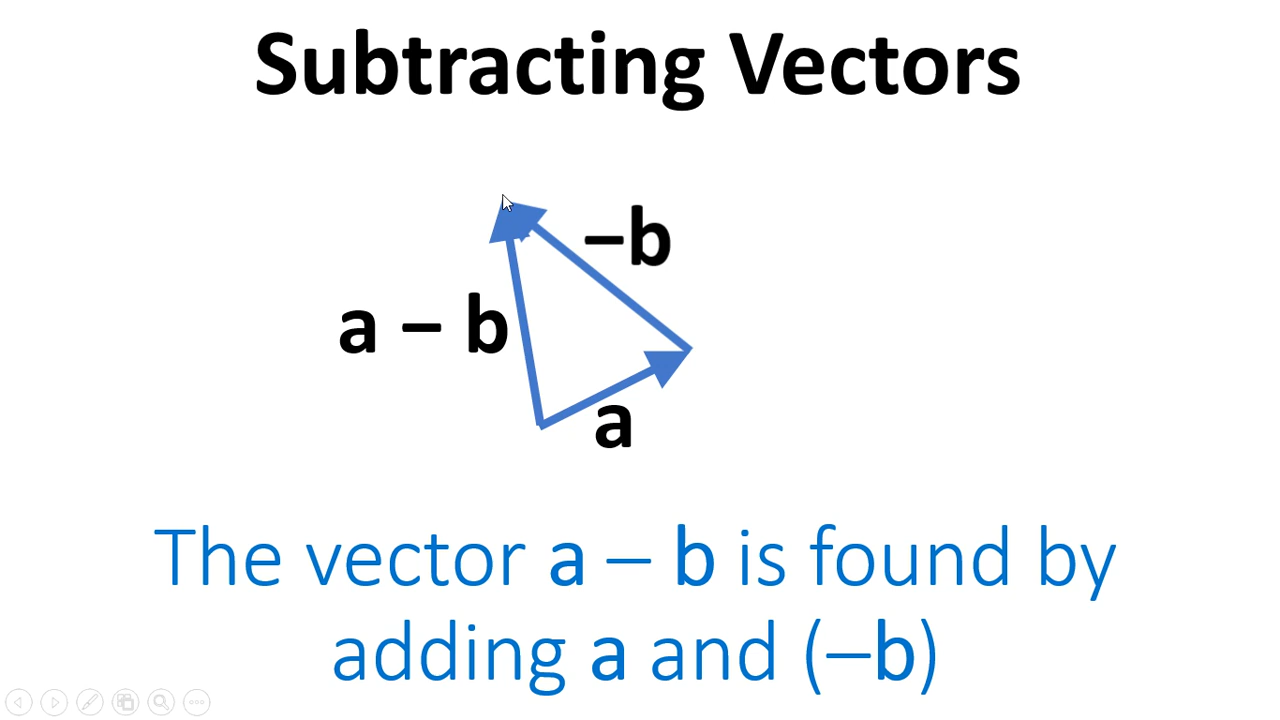 Subtracting Vectors
–b
a – b
a
The vector a – b is found by
adding a and (–b)